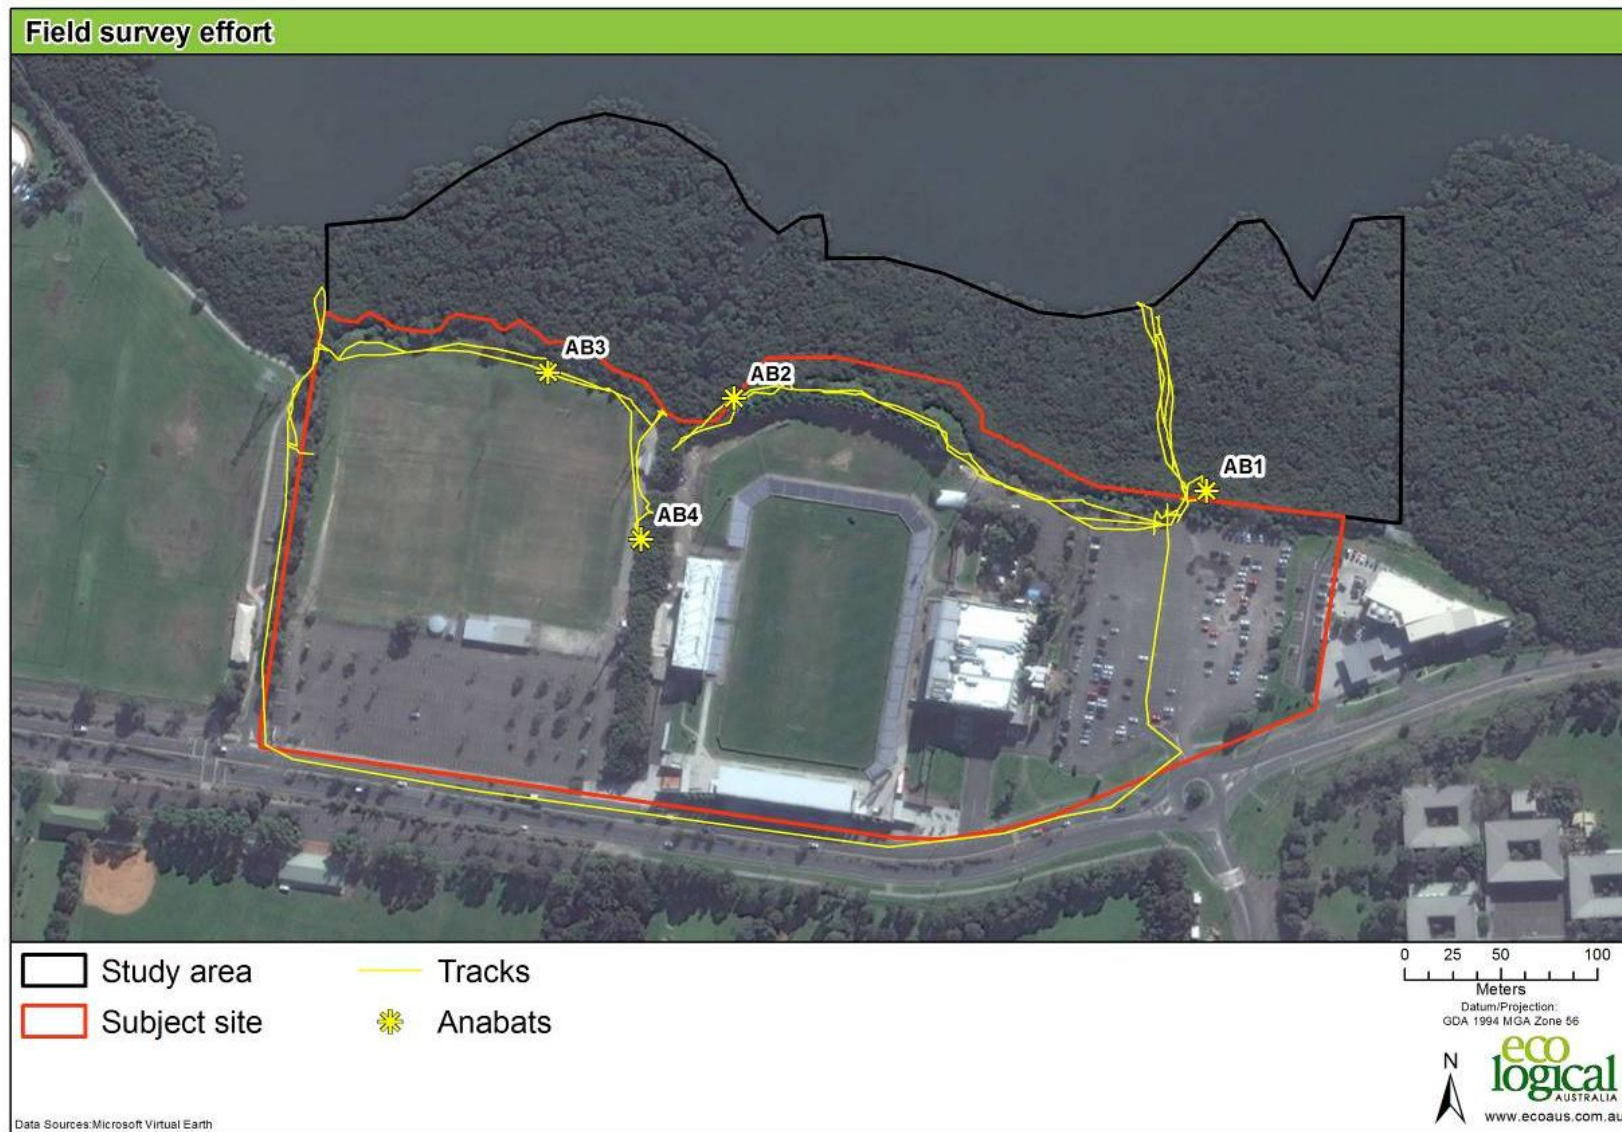 Field survey effort
AB3
AB2
AB1
AB4
Study area
Tracks
Subject site
Anabats
0 25 50 100
Meters
Datum/Projection:
GDA 1994 MGA Zone 56
N
eco
logical
AUSTRALIA
www.ecoaus.com.au
Data Sources:Microsoft Virtual Earth